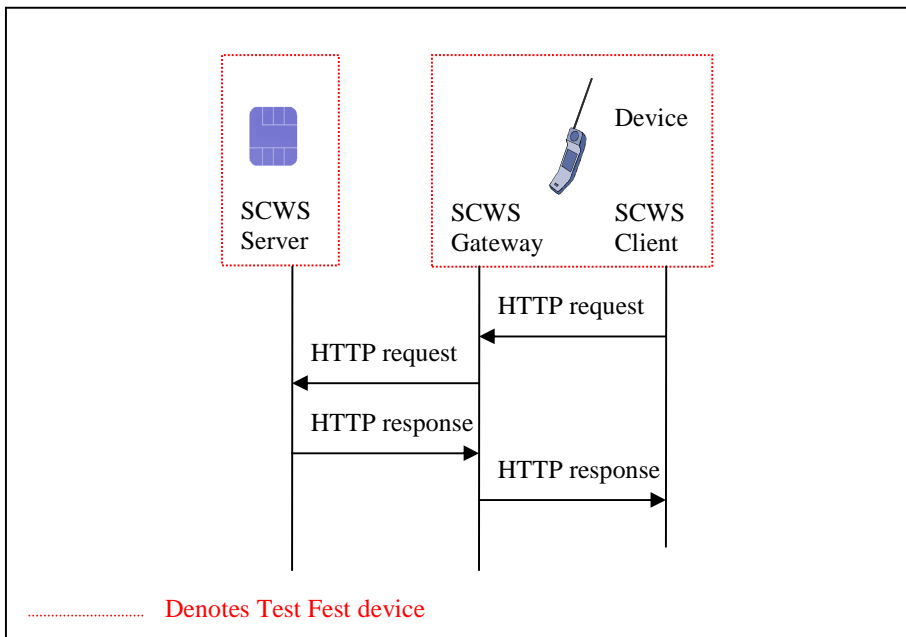 Device
SCWS
Server
SCWS
Gateway
SCWS
Client
HTTP request
HTTP request
HTTP response
HTTP response
Denotes Test Fest device